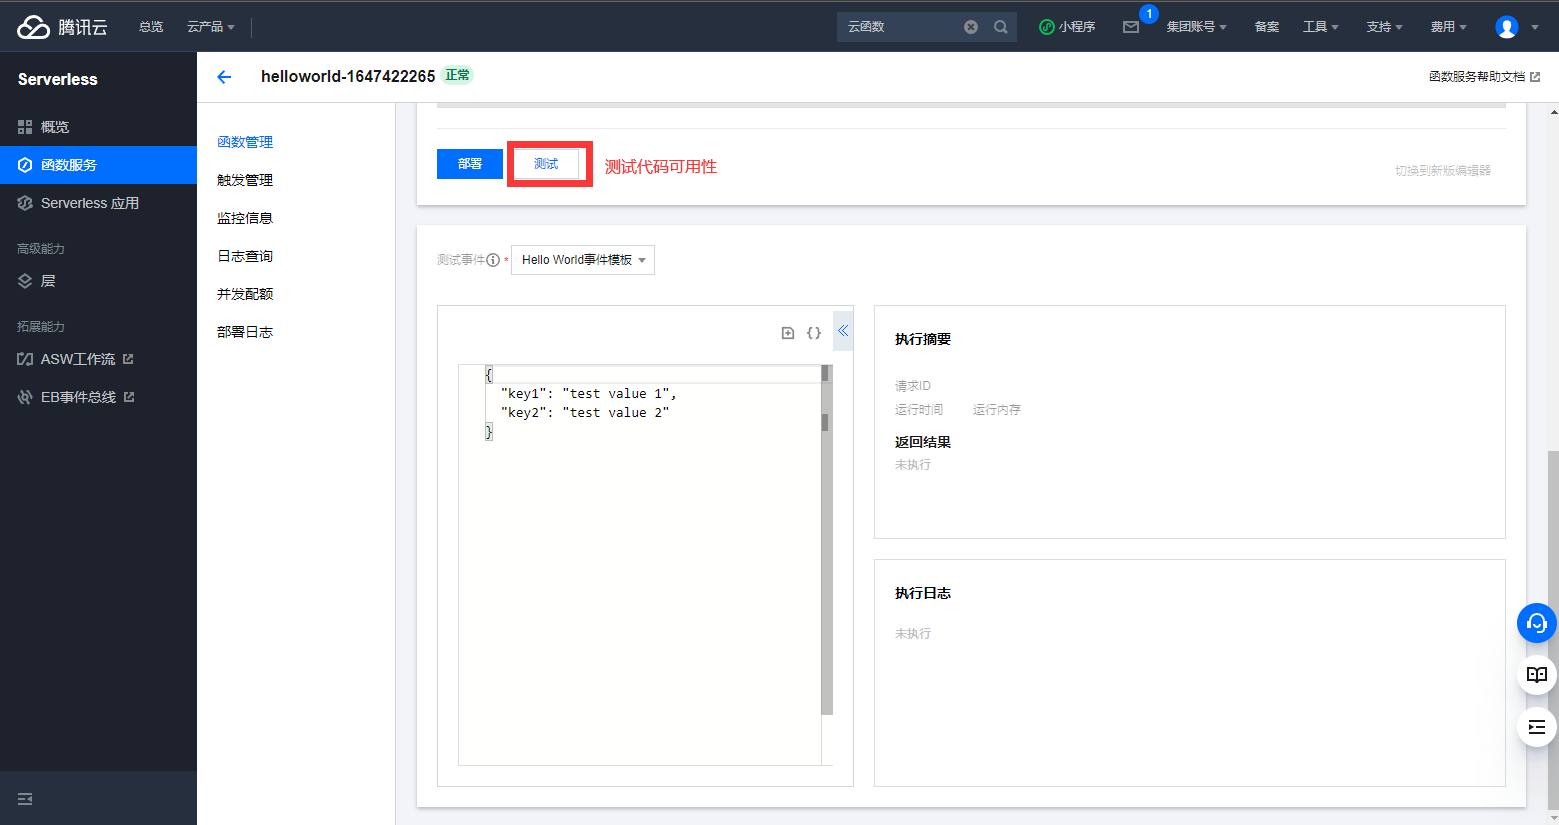 腾讯云 总览 云产品 云函数 小程序 1 集团账号 备案 工具 支持 费用
Serverless
helloworld-1647422265 正常 函数服务帮助文档
概览
函数服务
Serverless 应用
高级能力
层
拓展能力
ASW工作流
EB事件总线
函数管理
触发管理
监控信息
日志查询
并发配额
部署日志
部署 测试 测试代码可用性 切换到新版编辑器
测试事件 * Hello World事件模板
{
"key1": "test value 1",
"key2": "test value 2"
}
执行摘要
请求ID
运行时间 运行内存
返回结果
未执行
执行日志
未执行